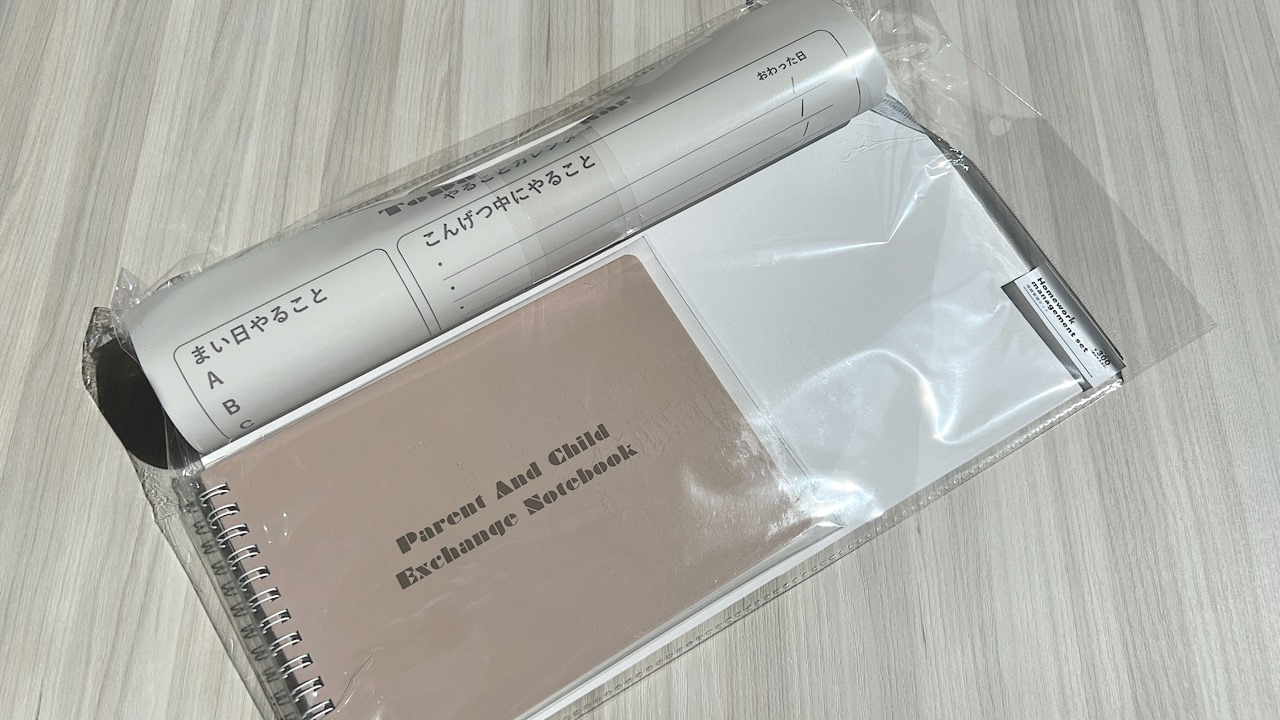 やることカレンダー
おわった日
こんげつ中にやること
まい日やること
A
B
C
Parent And Child
Exchange Notebook
Homework
management set